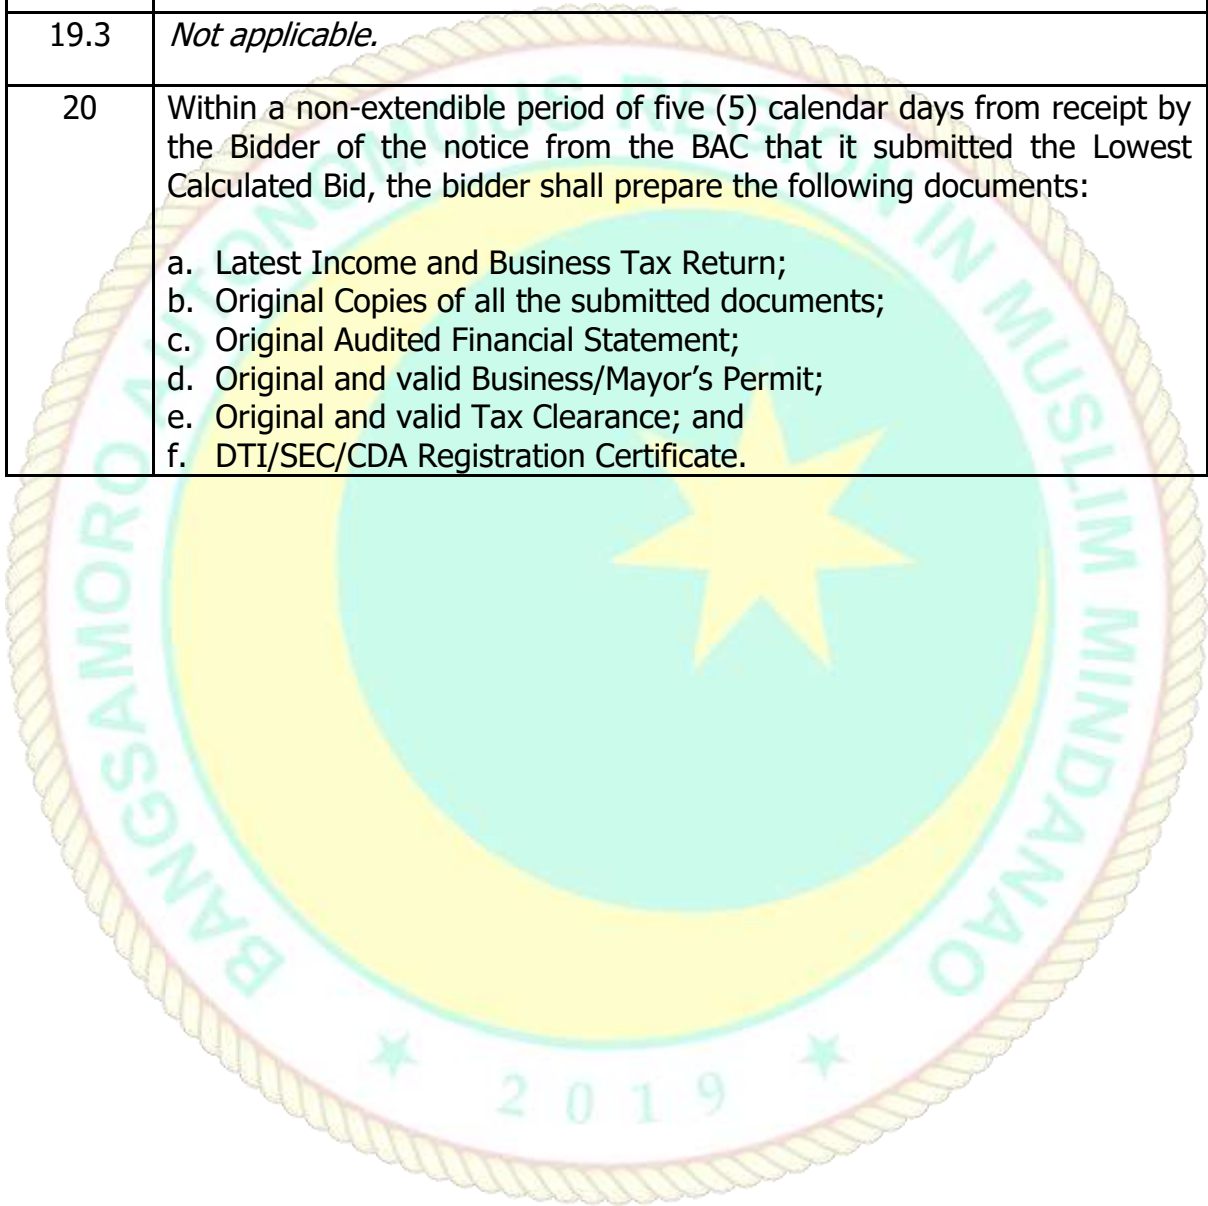 19.3 Not applicable.
20 Within a non-extendible period of five (5) calendar days from receipt by
the Bidder of the notice from the BAC that it submitted the Lowest
Calculated Bid, the bidder shall prepare the following documents:
a. Latest Income and Business Tax Return;
b. Original Copies of all the submitted documents;
c. Original Audited Financial Statement;
d. Original and valid Business/Mayor’s Permit;
e. Original and valid Tax Clearance; and
f. DTI/SEC/CDA Registration Certificate.
BANGSAMORO AUTONOMOUS REGION IN MUSLIM MINDANAO
2019